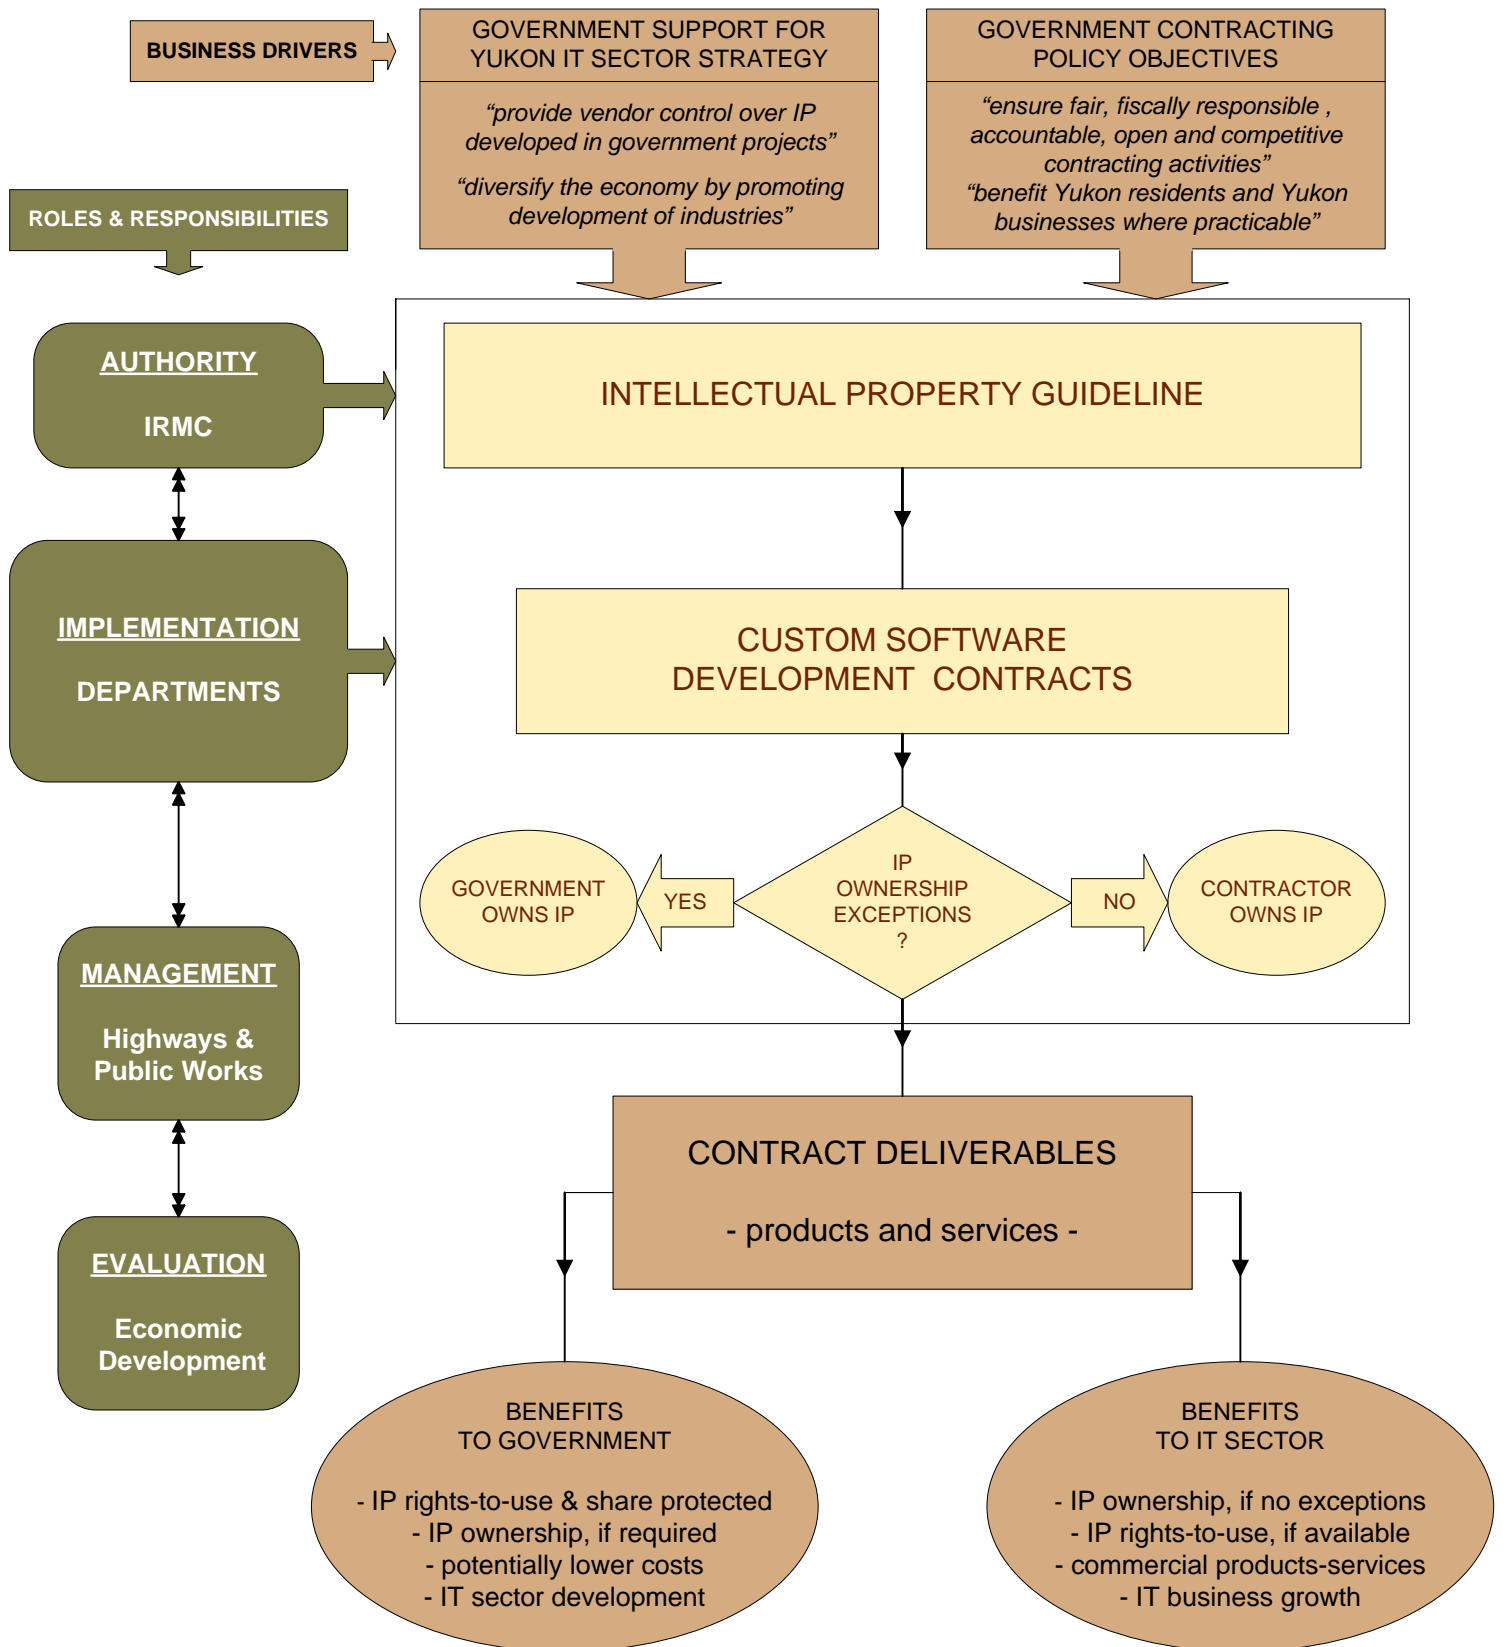 BUSINESS DRIVERS
GOVERNMENT SUPPORT FOR
YUKON IT SECTOR STRATEGY
“provide vendor control over IP
developed in government projects”
“diversify the economy by promoting
development of industries”
GOVERNMENT CONTRACTING
POLICY OBJECTIVES
“ensure fair, fiscally responsible ,
accountable, open and competitive
contracting activities”
“benefit Yukon residents and Yukon
businesses where practicable”
ROLES & RESPONSIBILITIES
AUTHORITY
IRMC
INTELLECTUAL PROPERTY GUIDELINE
IMPLEMENTATION
DEPARTMENTS
CUSTOM SOFTWARE
DEVELOPMENT  CONTRACTS
GOVERNMENT
OWNS IP
YES
IP
OWNERSHIP
EXCEPTIONS
?
NO
CONTRACTOR
OWNS IP
MANAGEMENT
Highways &
Public Works
CONTRACT DELIVERABLES
- products and services -
EVALUATION
Economic
Development
BENEFITS
TO GOVERNMENT
- IP rights-to-use & share protected
- IP ownership, if required
- potentially lower costs
- IT sector development
BENEFITS
TO IT SECTOR
- IP ownership, if no exceptions
- IP rights-to-use, if available
- commercial products-services
- IT business growth